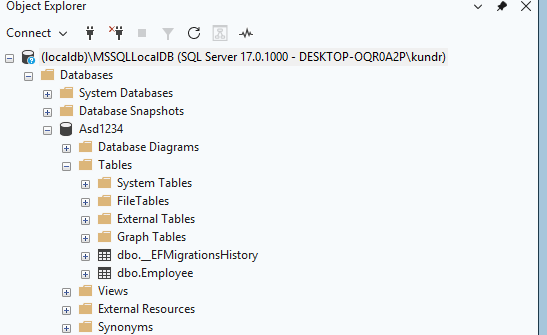 Object Explorer
Connect
(localdb)\MSSQLLocalDB (SQL Server 17.0.1000 - DESKTOP-OQR0A2P\kundr)
Databases
System Databases
Database Snapshots
Asd1234
Database Diagrams
Tables
System Tables
FileTables
External Tables
Graph Tables
dbo.__EFMigrationsHistory
dbo.Employee
Views
External Resources
Synonyms